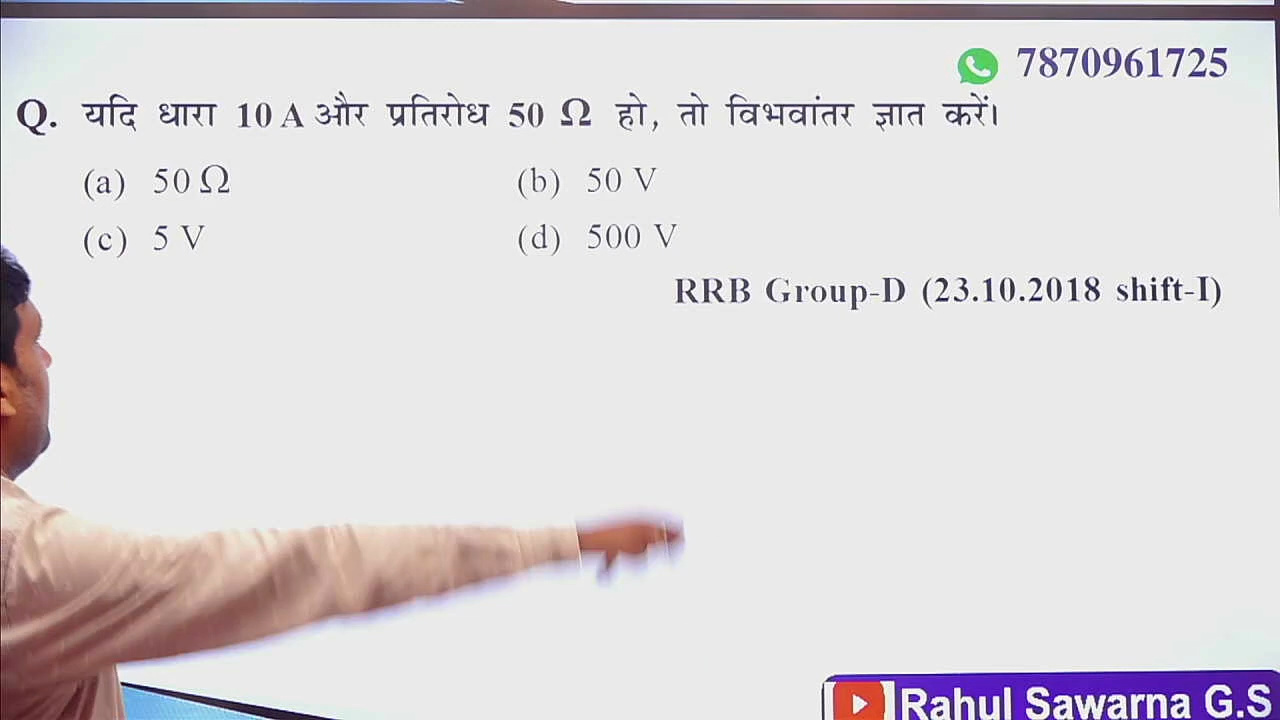 7870961725
Q. यदि धारा 10 A और प्रतिरोध 50 Ω हो, तो विभवांतर ज्ञात करें।
(a) 50 Ω (b) 50 V
(c) 5 V (d) 500 V
RRB Group-D (23.10.2018 shift-I)
Rahul Sawarna G.S